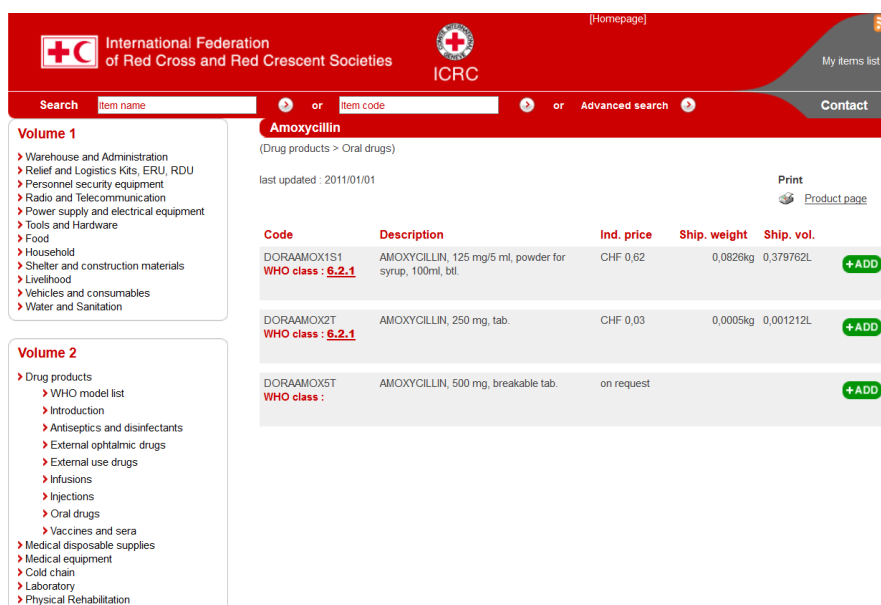 [Homepage]
International Federation
of Red Cross and Red Crescent Societies
COMITE INTERNATIONAL GENEVE
ICRC
My items list
Search Item name or Item code or Advanced search Contact
Volume 1
Warehouse and Administration
Relief and Logistics Kits, ERU, RDU
Personnel security equipment
Radio and Telecommunication
Power supply and electrical equipment
Tools and Hardware
Food
Household
Shelter and construction materials
Livelihood
Vehicles and consumables
Water and Sanitation
Volume 2
Drug products
WHO model list
Introduction
Antiseptics and disinfectants
External ophtalmic drugs
External use drugs
Infusions
Injections
Oral drugs
Vaccines and sera
Medical disposable supplies
Medical equipment
Cold chain
Laboratory
Physical Rehabilitation
Amoxycillin
(Drug products > Oral drugs)
last updated : 2011/01/01
Print
Product page
Code Description Ind. price Ship. weight Ship. vol.
DORAAMOX1S1 AMOXYCILLIN, 125 mg/5 ml, powder for CHF 0,62 0,0826kg 0,379762L
WHO class : 6.2.1 syrup, 100ml, btl. +ADD
DORAAMOX2T AMOXYCILLIN, 250 mg, tab. CHF 0,03 0,0005kg 0,001212L
WHO class : 6.2.1 +ADD
DORAAMOX5T AMOXYCILLIN, 500 mg, breakable tab. on request
WHO class : +ADD